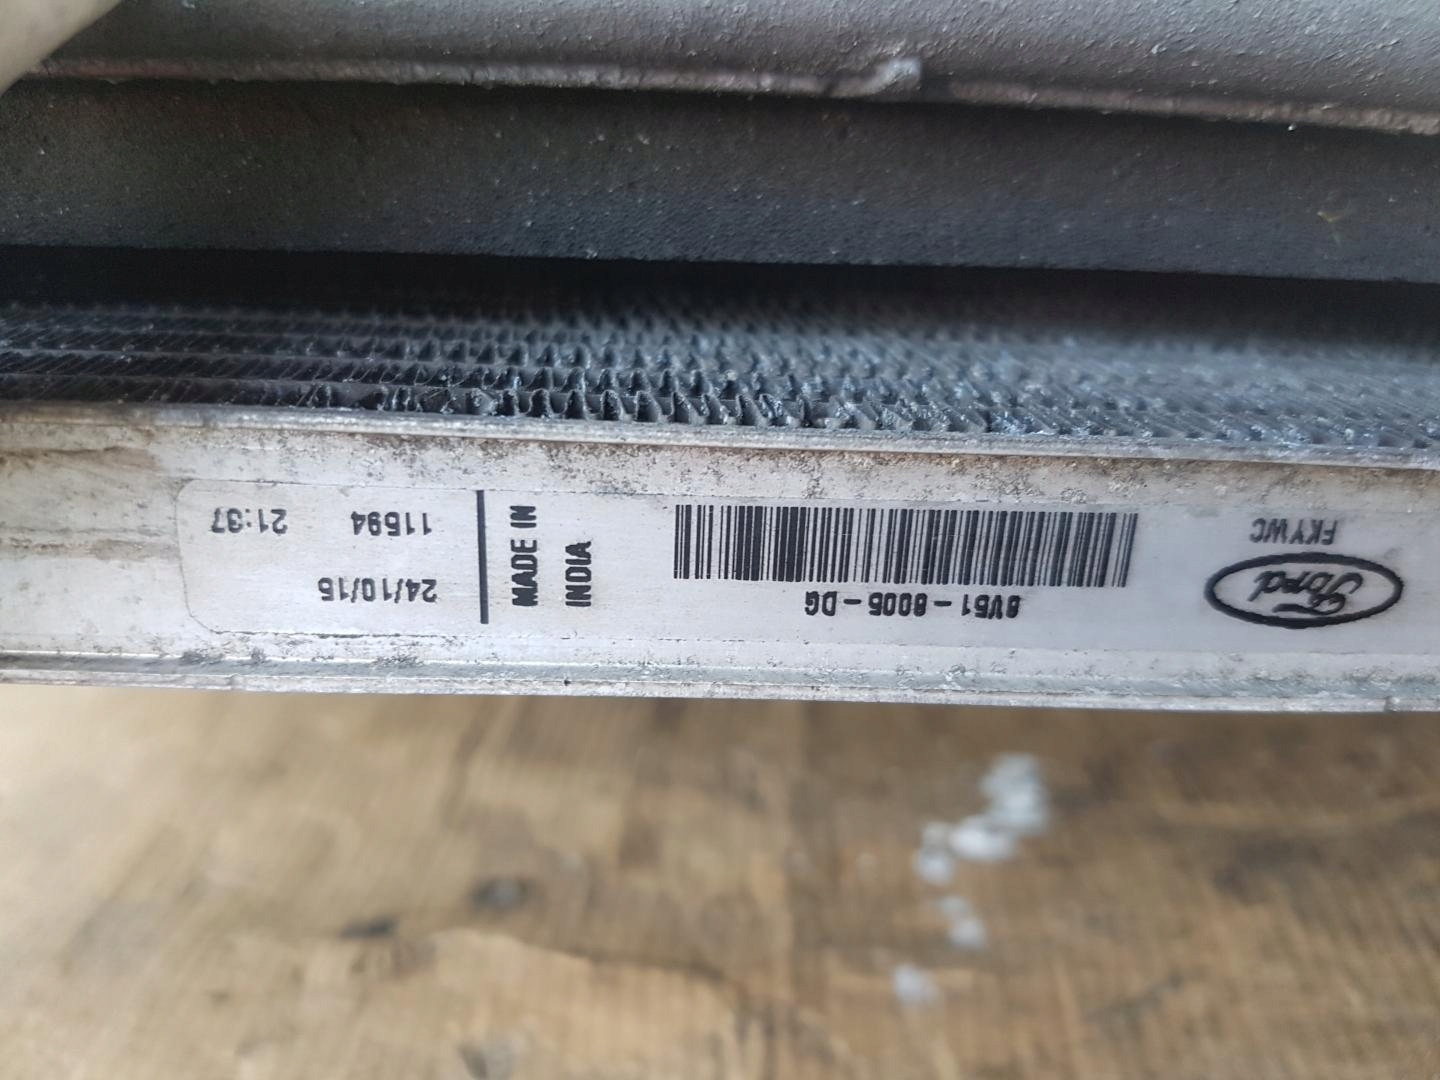 Ford
FKYWC
8V51-8005-DG
MADE IN
INDIA
24/10/15
11594
21:37